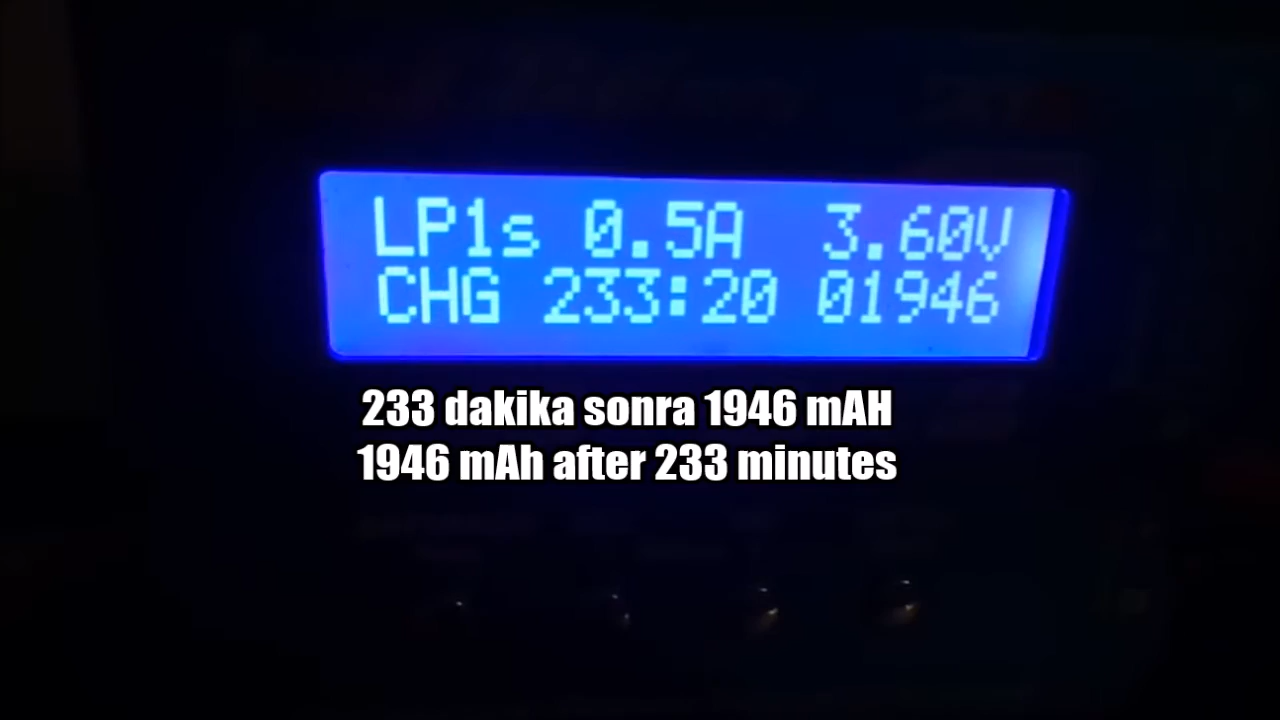 LP1s 0.5A 3.60V
CHG 233:20 01946
233 dakika sonra 1946 mAH
1946 mAh after 233 minutes